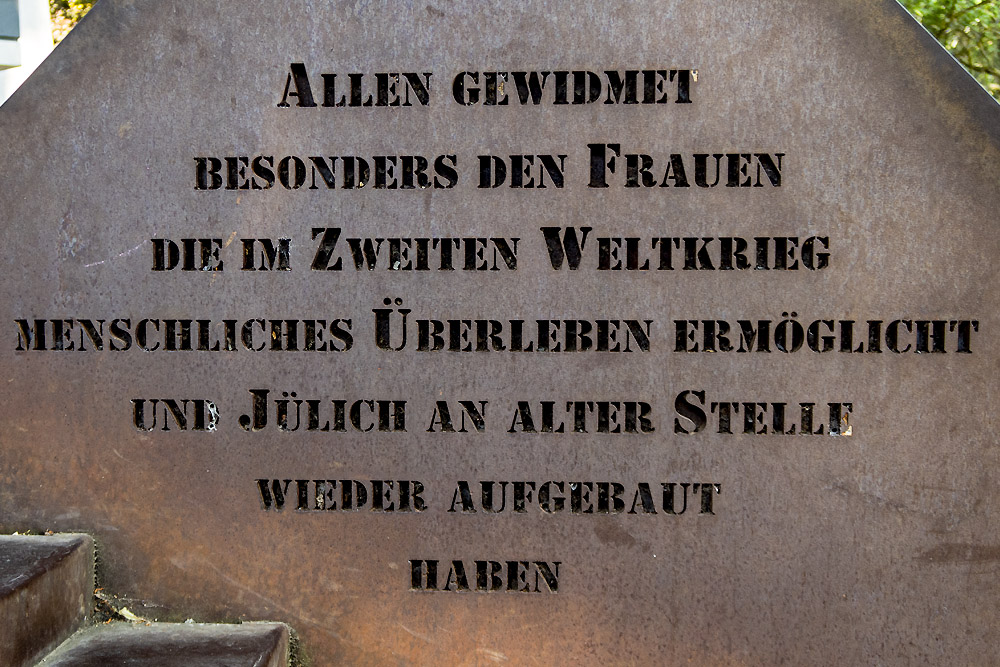 Allen gewidmet
besonders den Frauen
die im Zweiten Weltkrieg
menschliches Überleben ermöglicht
und Jülich an alter Stelle
wieder aufgebaut
haben